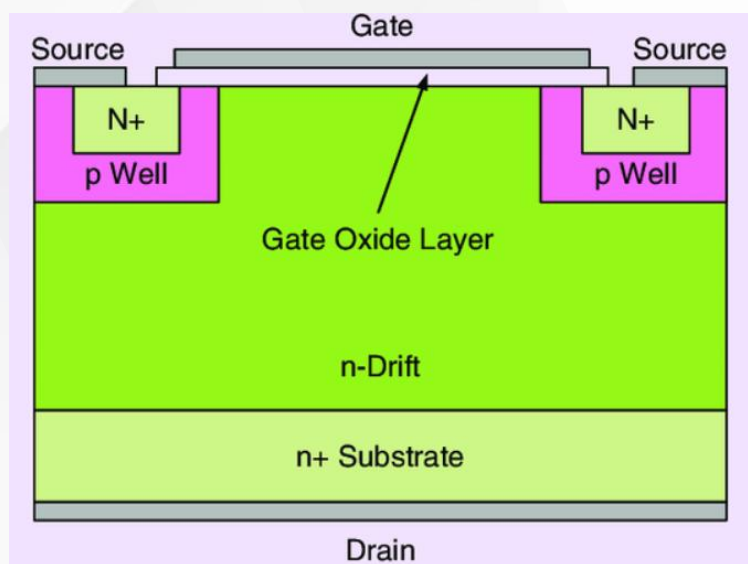 Gate
Source
Source
N+
N+
p Well
p Well
Gate Oxide Layer
n-Drift
n+ Substrate
Drain